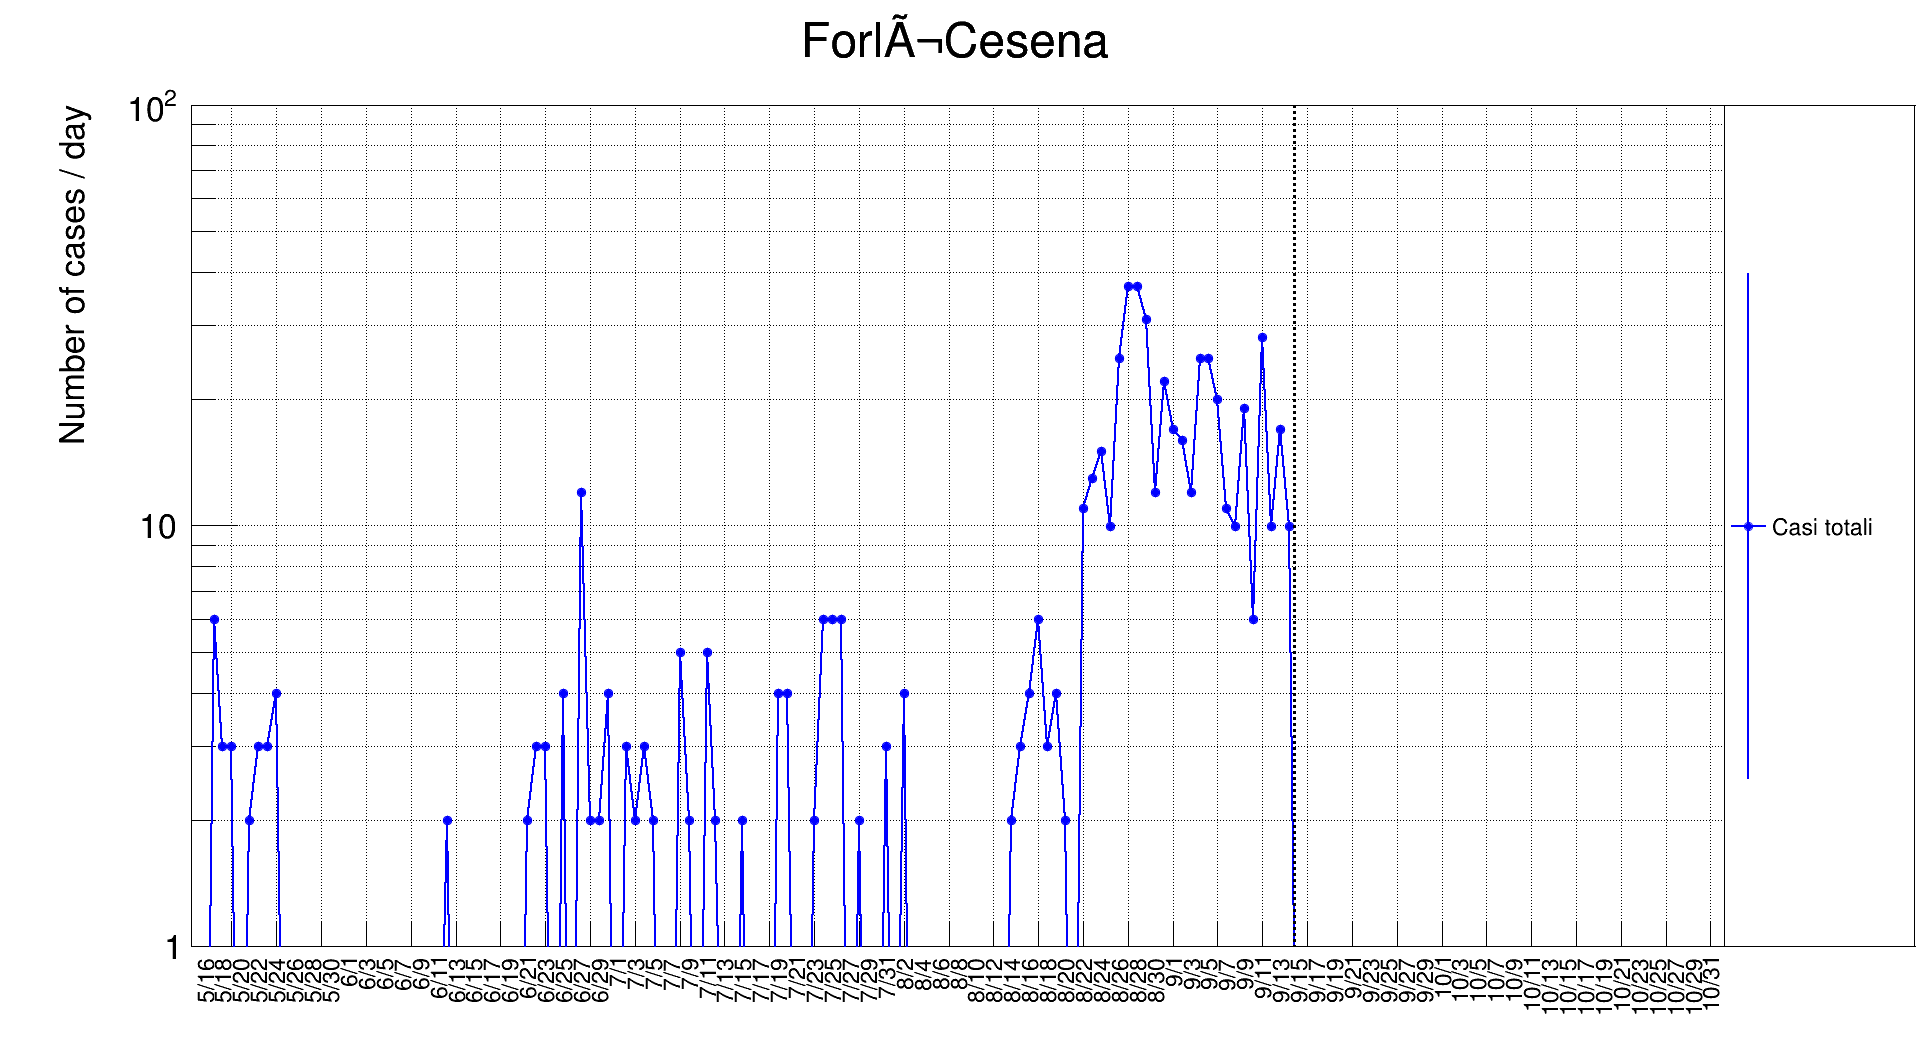 ForlÃ¬Cesena
Number of cases / day
10²
10
1
Casi totali
5/16 5/18 5/20 5/22 5/24 5/26 5/28 5/30 6/1 6/3 6/5 6/7 6/9 6/11 6/13 6/15 6/17 6/19 6/21 6/23 6/25 6/27 6/29 7/1 7/3 7/5 7/7 7/9 7/11 7/13 7/15 7/17 7/19 7/21 7/23 7/25 7/27 7/29 7/31 8/2 8/4 8/6 8/8 8/10 8/12 8/14 8/16 8/18 8/20 8/22 8/24 8/26 8/28 8/30 9/1 9/3 9/5 9/7 9/9 9/11 9/13 9/15 9/17 9/19 9/21 9/23 9/25 9/27 9/29 10/1 10/3 10/5 10/7 10/9 10/11 10/13 10/15 10/17 10/19 10/21 10/23 10/25 10/27 10/29 10/31